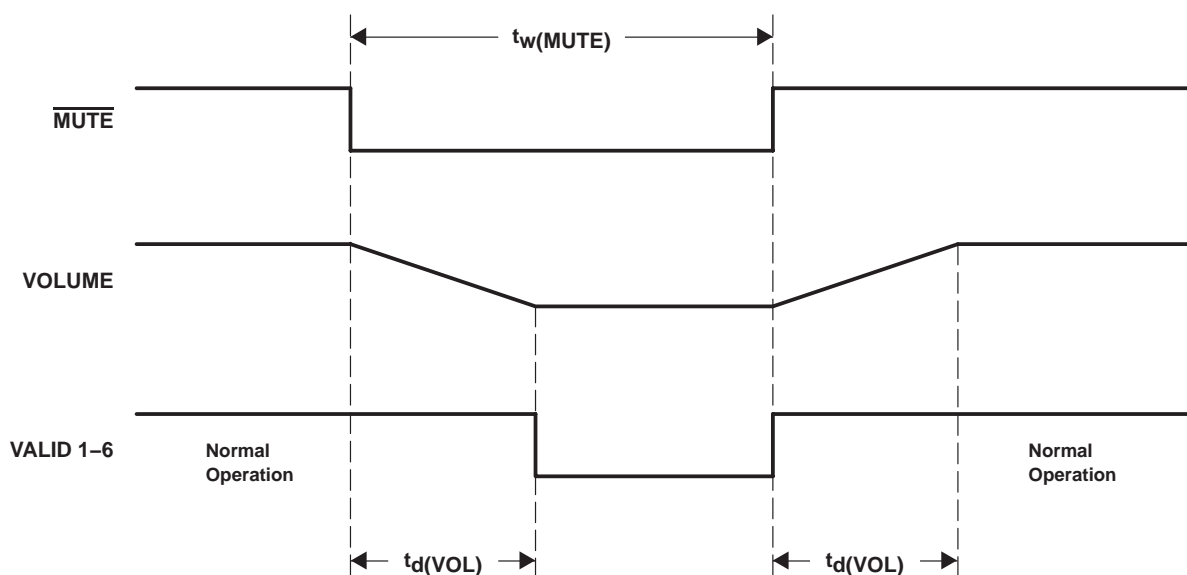 tw(MUTE)
MUTE
VOLUME
VALID 1–6
Normal
Operation
Normal
Operation
td(VOL)
td(VOL)